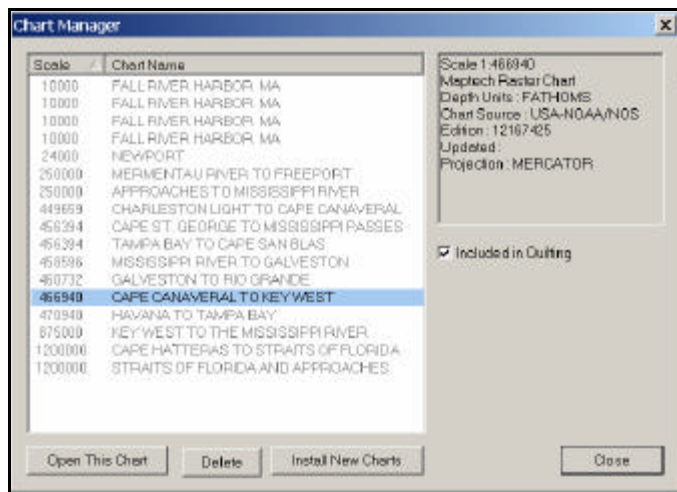 Chart Manager
Scale Chart Name
10000 FALL RIVER HARBOR, MA
10000 FALL RIVER HARBOR, MA
10000 FALL RIVER HARBOR, MA
10000 FALL RIVER HARBOR, MA
24000 NEWPORT
250000 MERMENTAU RIVER TO FREEPORT
250000 APPROACHES TO MISSISSIPPI RIVER
449659 CHARLESTON LIGHT TO CAPE CANAVERAL
456394 CAPE ST. GEORGE TO MISSISSIPPI PASSES
456394 TAMPA BAY TO CAPE SAN BLAS
458596 MISSISSIPPI RIVER TO GALVESTON
460732 GALVESTON TO RIO GRANDE
466940 CAPE CANAVERAL TO KEY WEST
470940 HAVANA TO TAMPA BAY
875000 KEY WEST TO THE MISSISSIPPI RIVER
1200000 CAPE HATTERAS TO STRAITS OF FLORIDA
1200000 STRAITS OF FLORIDA AND APPROACHES
Scale 1:466940
Maptech Raster Chart
Depth Units : FATHOMS
Chart Source : USA-NOAA/NOS
Edition : 12167425
Updated :
Projection : MERCATOR
Included in Quilting
Open This Chart
Delete
Install New Charts
Close